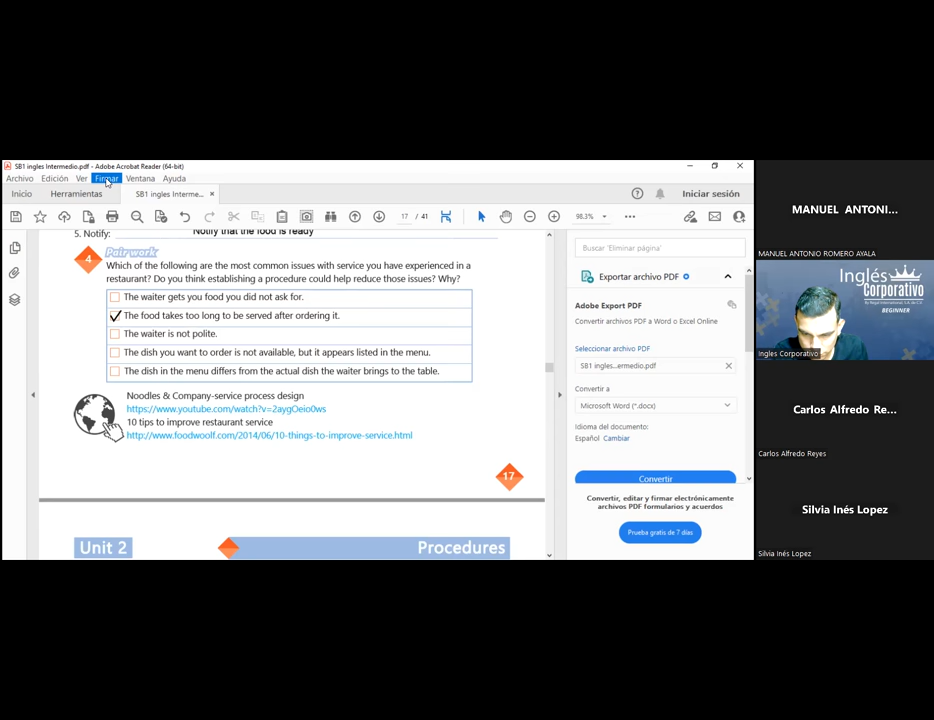 SB1 ingles Intermedio.pdf - Adobe Acrobat Reader (64-bit)
Archivo Edición Ver Firmar Ventana Ayuda
Inicio Herramientas SB1 ingles Interme... × Iniciar sesión
17 / 41 98.3%
5. Notify: Notify that the food is ready
4 Pair work
Which of the following are the most common issues with service you have experienced in a
restaurant? Do you think establishing a procedure could help reduce those issues? Why?
The waiter gets you food you did not ask for.
The food takes too long to be served after ordering it.
The waiter is not polite.
The dish you want to order is not available, but it appears listed in the menu.
The dish in the menu differs from the actual dish the waiter brings to the table.
Noodles & Company-service process design
https://www.youtube.com/watch?v=2aygOeio0ws
10 tips to improve restaurant service
http://www.foodwoolf.com/2014/06/10-things-to-improve-service.html
17
Unit 2 Procedures
Buscar 'Eliminar página'
Exportar archivo PDF
Adobe Export PDF
Convertir archivos PDF a Word o Excel Online
Seleccionar archivo PDF
SB1 ingles...ermedio.pdf
Convertir a
Microsoft Word (*.docx)
Idioma del documento:
Español Cambiar
Convertir
Convertir, editar y firmar electrónicamente
archivos PDF formularios y acuerdos
Prueba gratis de 7 días
MANUEL ANTONI...
MANUEL ANTONIO ROMERO AYALA
Inglés
Corporativo
BEGINNER
Ingles Corporativo
Carlos Alfredo Re...
Carlos Alfredo Reyes
Silvia Inés Lopez
Silvia Inés Lopez